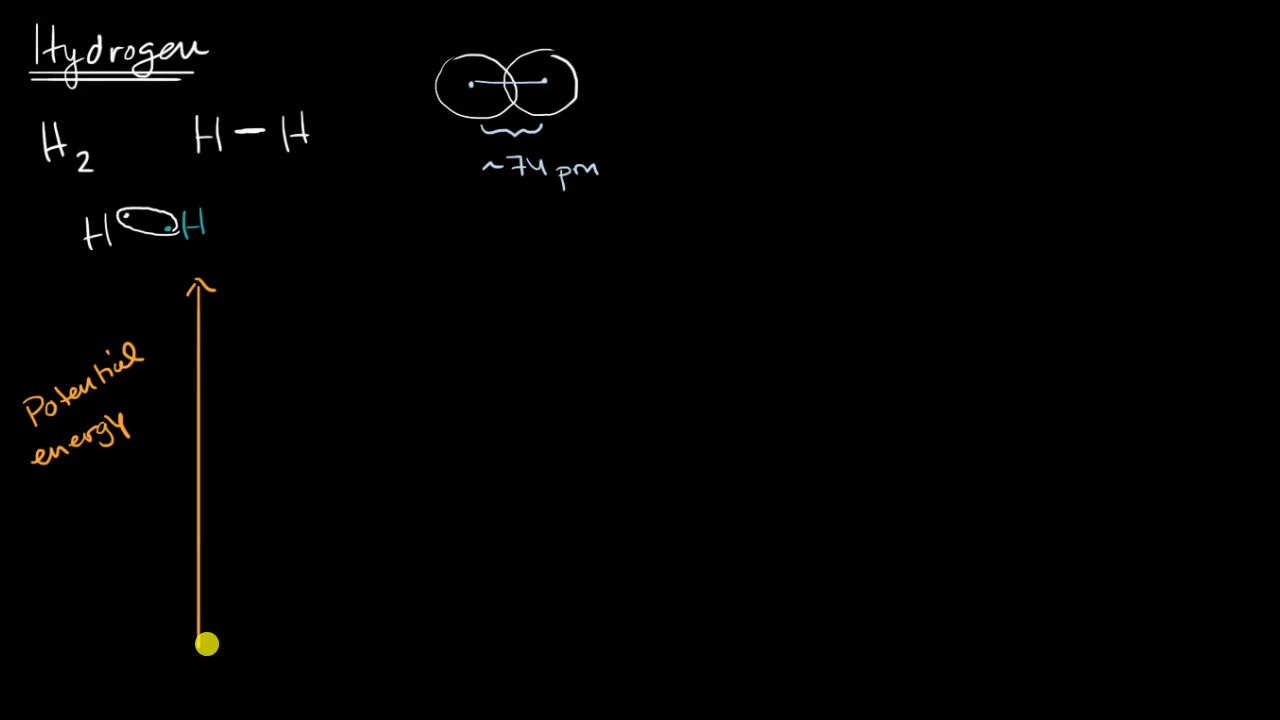 Hydrogen
H₂ H-H
~74 pm
H H
Potential
energy